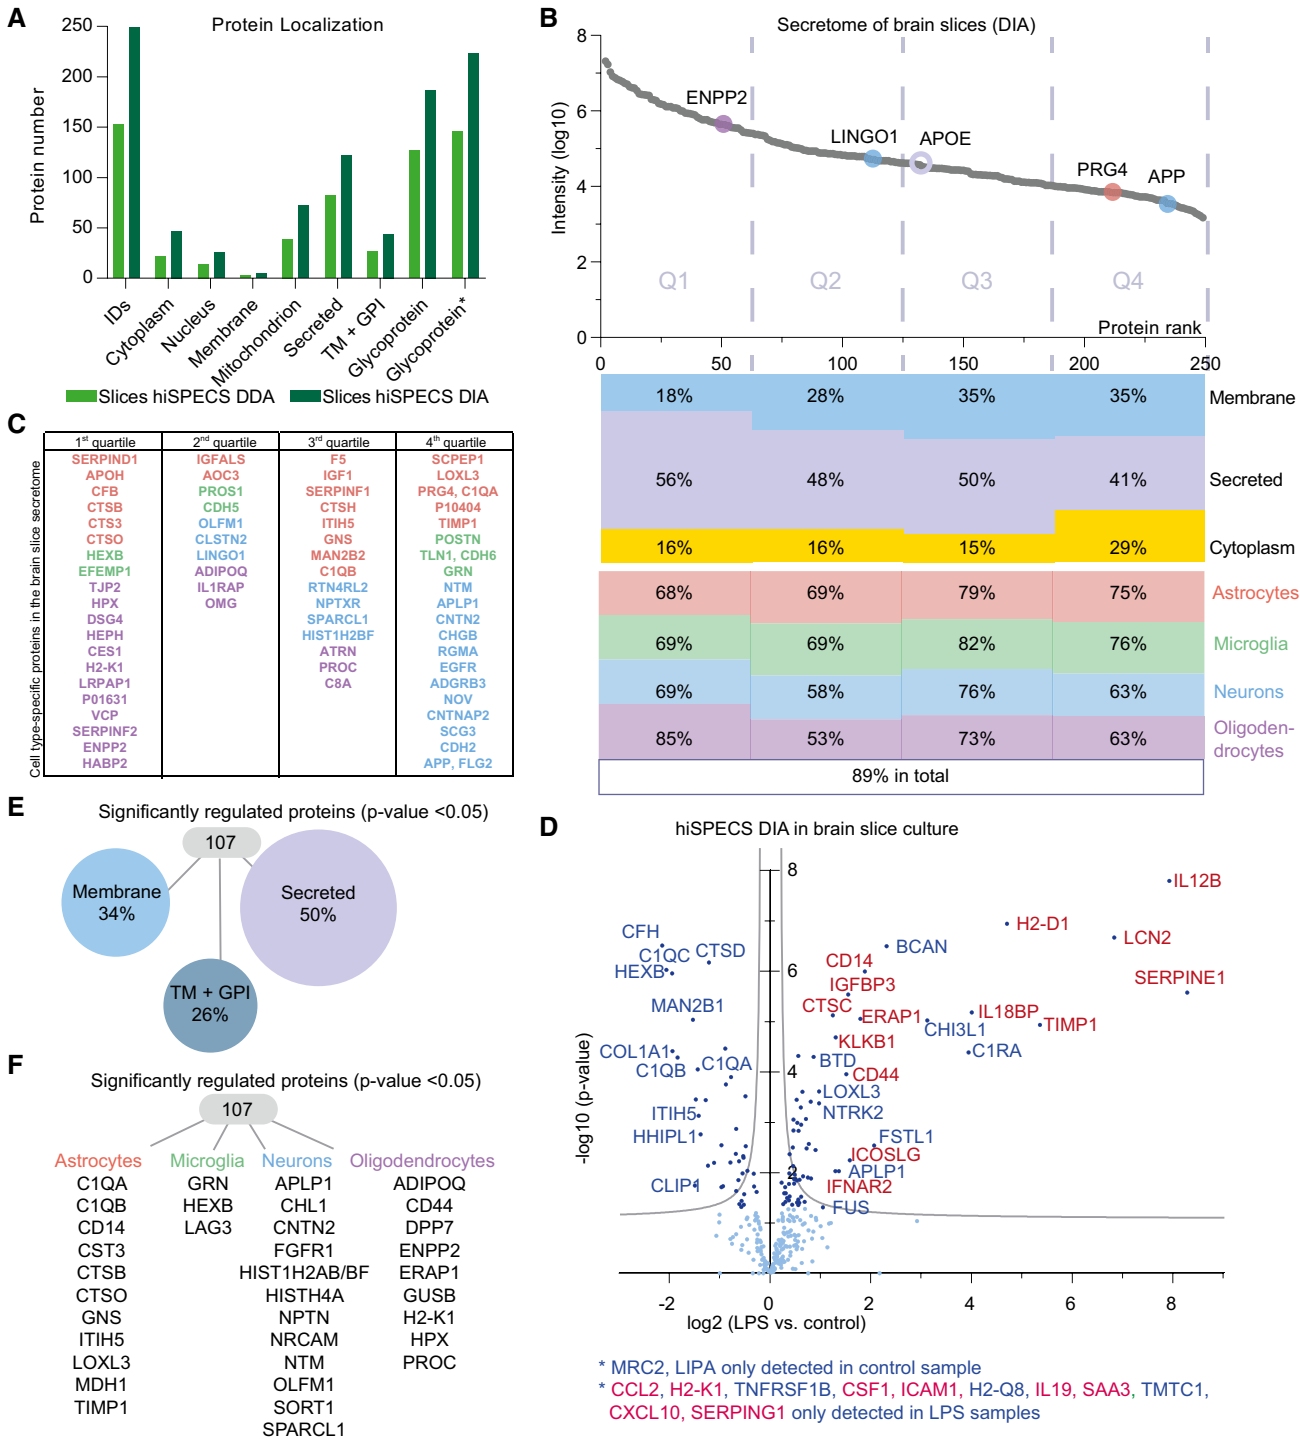 A
Protein Localization
Protein number
250
200
150
100
50
0
IDs
Cytoplasm
Nucleus
Membrane
Mitochondrion
Secreted
TM + GPI
Glycoprotein
Glycoprotein*
Slices hiSPECS DDA
Slices hiSPECS DIA
B
Secretome of brain slices (DIA)
Intensity (log10)
8
6
4
2
0
ENPP2
LINGO1
APOE
PRG4
APP
Q1
Q2
Q3
Q4
Protein rank
0 50 100 150 200 250
18% 28% 35% 35% Membrane
56% 48% 50% 41% Secreted
16% 16% 15% 29% Cytoplasm
68% 69% 79% 75% Astrocytes
69% 69% 82% 76% Microglia
69% 58% 76% 63% Neurons
85% 53% 73% 63% Oligoden-
drocytes
89% in total
C
Cell type-specific proteins in the brain slice secretome
1st quartile
SERPIND1
APOH
CFB
CTSB
CTS3
CTSO
HEXB
EFEMP1
TJP2
HPX
DSG4
HEPH
CES1
H2-K1
LRPAP1
P01631
VCP
SERPINF2
ENPP2
HABP2
2nd quartile
IGFALS
AOC3
PROS1
CDH5
OLFM1
CLSTN2
LINGO1
ADIPOQ
IL1RAP
OMG
3rd quartile
F5
IGF1
SERPINF1
CTSH
ITIH5
GNS
MAN2B2
C1QB
RTN4RL2
NPTXR
SPARCL1
HIST1H2BF
ATRN
PROC
C8A
4th quartile
SCPEP1
LOXL3
PRG4, C1QA
P10404
TIMP1
POSTN
TLN1, CDH6
GRN
NTM
APLP1
CNTN2
CHGB
RGMA
EGFR
ADGRB3
NOV
CNTNAP2
SCG3
CDH2
APP, FLG2
E
Significantly regulated proteins (p-value <0.05)
107
Membrane
34%
Secreted
50%
TM + GPI
26%
D
hiSPECS DIA in brain slice culture
-log10 (p-value)
8
6
4
2
IL12B
H2-D1
LCN2
SERPINE1
CFH
C1QC
CTSD
HEXB
BCAN
CD14
IGFBP3
MAN2B1
CTSC
ERAP1
IL18BP
CHI3L1
TIMP1
KLKB1
COL1A1
C1QB
C1QA
BTD
C1RA
CD44
LOXL3
ITIH5
NTRK2
HHIPL1
FSTL1
ICOSLG
APLP1
CLIP1
IFNAR2
FUS
-2 0 2 4 6 8
log2 (LPS vs. control)
* MRC2, LIPA only detected in control sample
* CCL2, H2-K1, TNFRSF1B, CSF1, ICAM1, H2-Q8, IL19, SAA3, TMTC1,
CXCL10, SERPING1 only detected in LPS samples
F
Significantly regulated proteins (p-value <0.05)
107
Astrocytes
C1QA
C1QB
CD14
CST3
CTSB
CTSO
GNS
ITIH5
LOXL3
MDH1
TIMP1
Microglia
GRN
HEXB
LAG3
Neurons
APLP1
CHL1
CNTN2
FGFR1
HIST1H2AB/BF
HISTH4A
NPTN
NRCAM
NTM
OLFM1
SORT1
SPARCL1
Oligodendrocytes
ADIPOQ
CD44
DPP7
ENPP2
ERAP1
GUSB
H2-K1
HPX
PROC